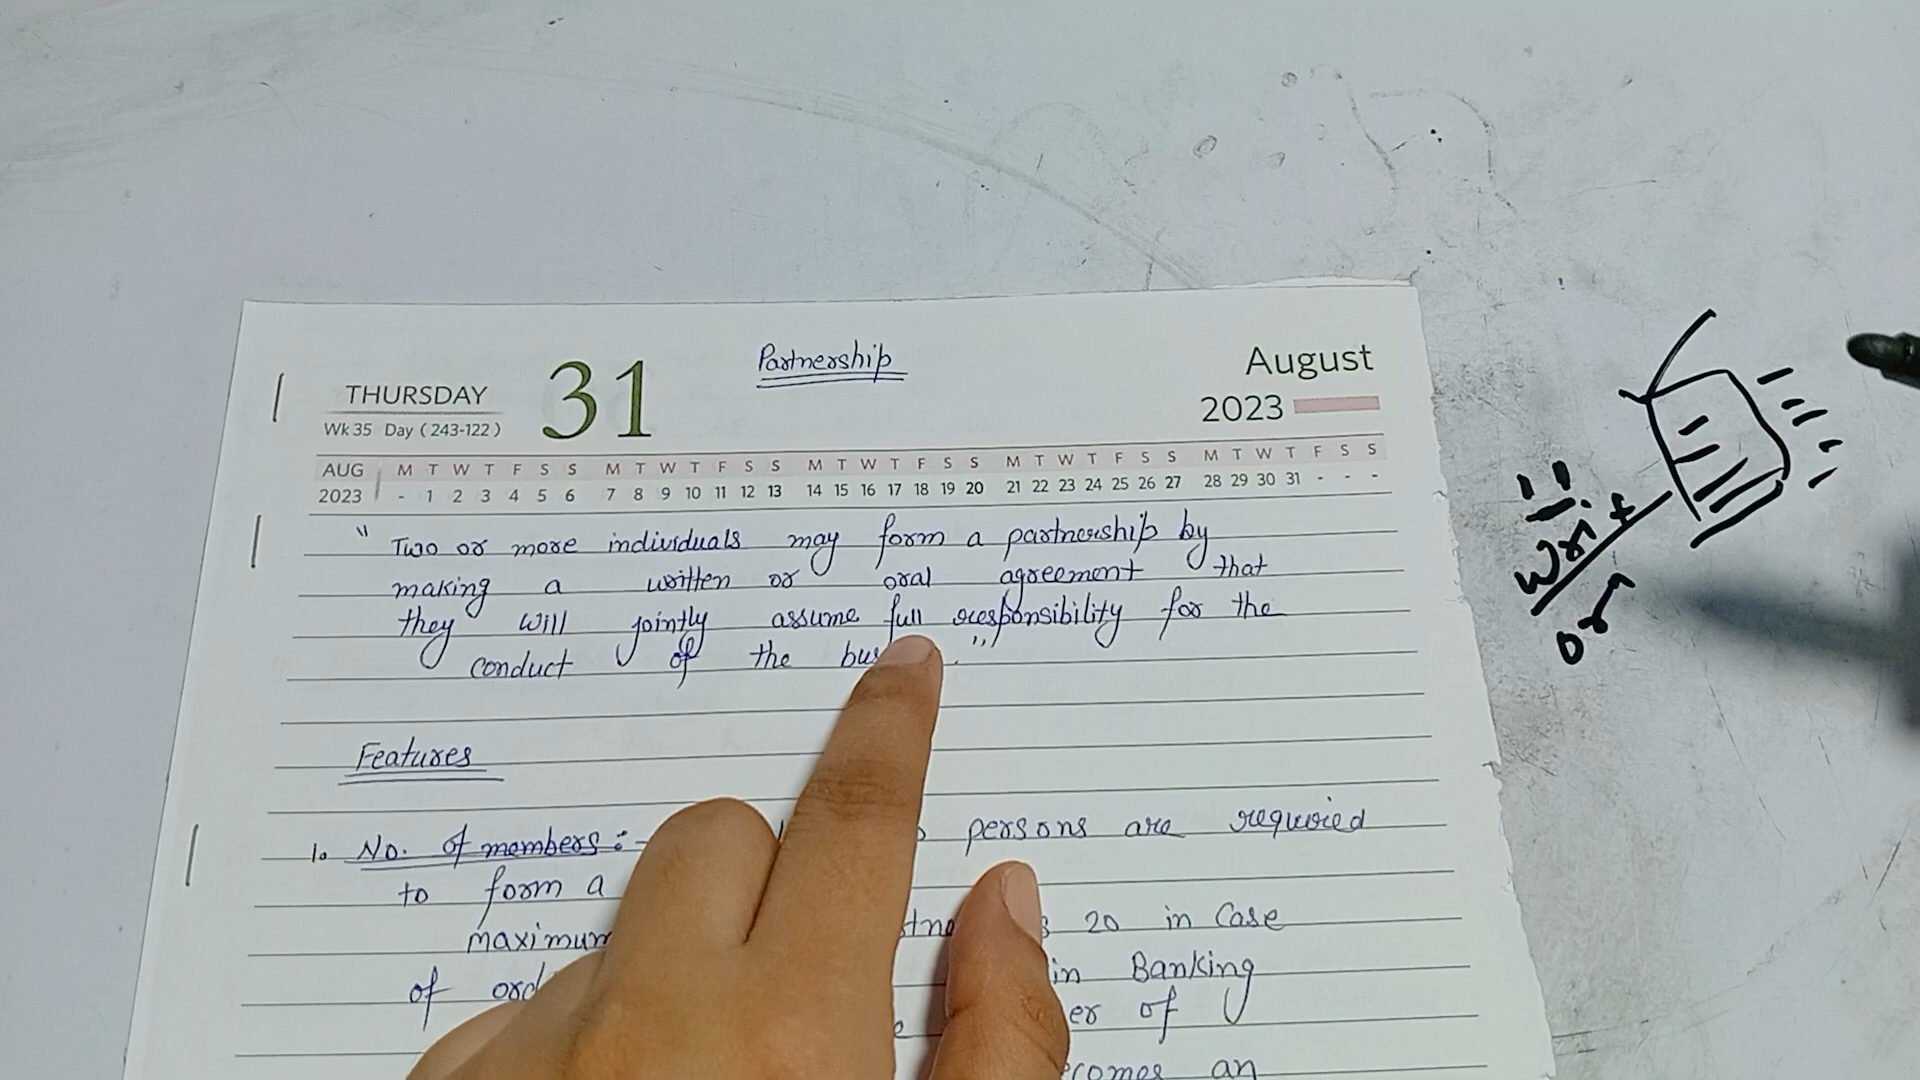 Partnership
THURSDAY 31 August
Wk 35 Day ( 243-122 ) 2023
AUG M T W T F S S M T W T F S S M T W T F S S M T W T F S S M T W T F S S
2023 - 1 2 3 4 5 6 7 8 9 10 11 12 13 14 15 16 17 18 19 20 21 22 23 24 25 26 27 28 29 30 31 - - -
" Two or more individuals may form a partnership by
making a written or oral agreement that
they will jointly assume full responsibility for the
conduct of the ."
Features
1. No. of members :- persons are required
to form a
maximum 20 in Case
of in Banking
of
an
Writ
or